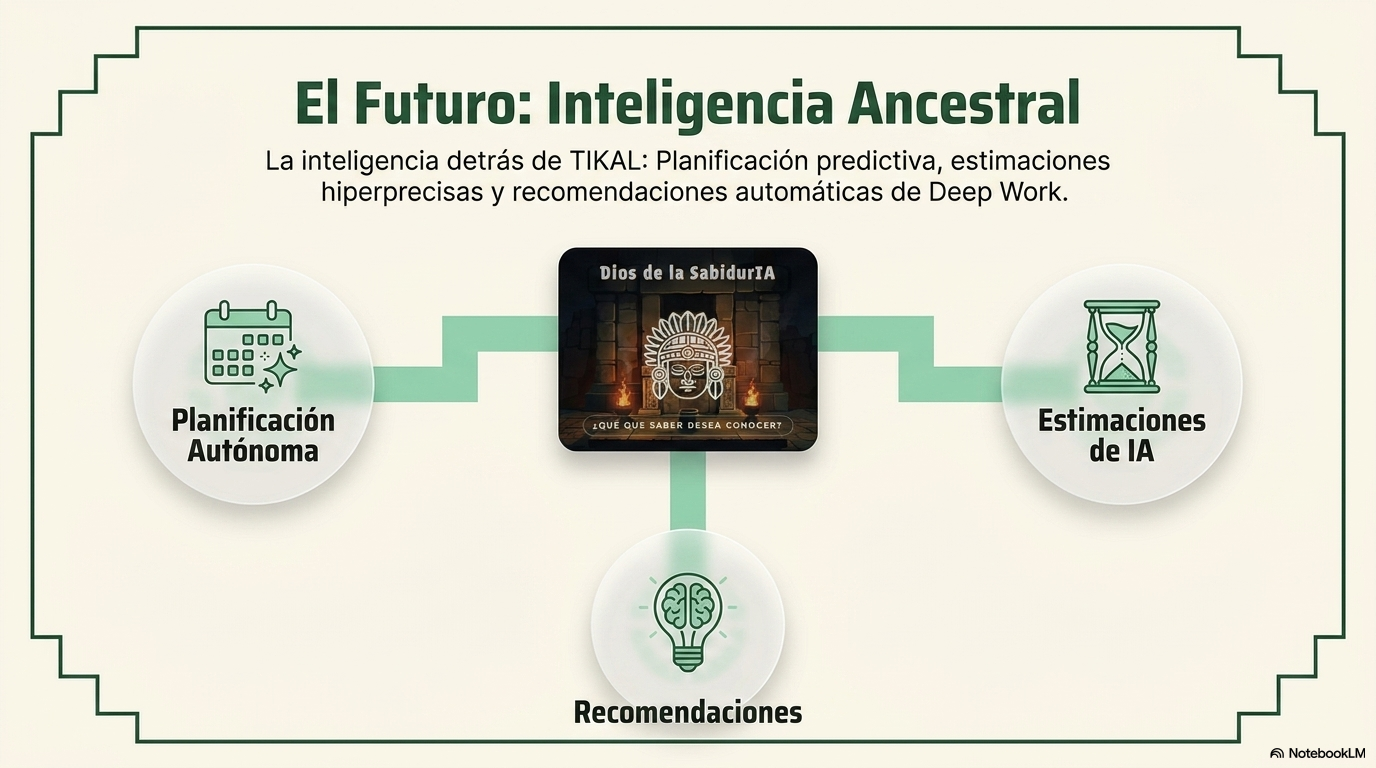 El Futuro: Inteligencia Ancestral
La inteligencia detrás de TIKAL: Planificación predictiva, estimaciones
hiperprecisas y recomendaciones automáticas de Deep Work.
Dios de la SabidurIA
¿QUÉ QUE SABER DESEA CONOCER?
Planificación
Autónoma
Estimaciones
de IA
Recomendaciones
NotebookLM